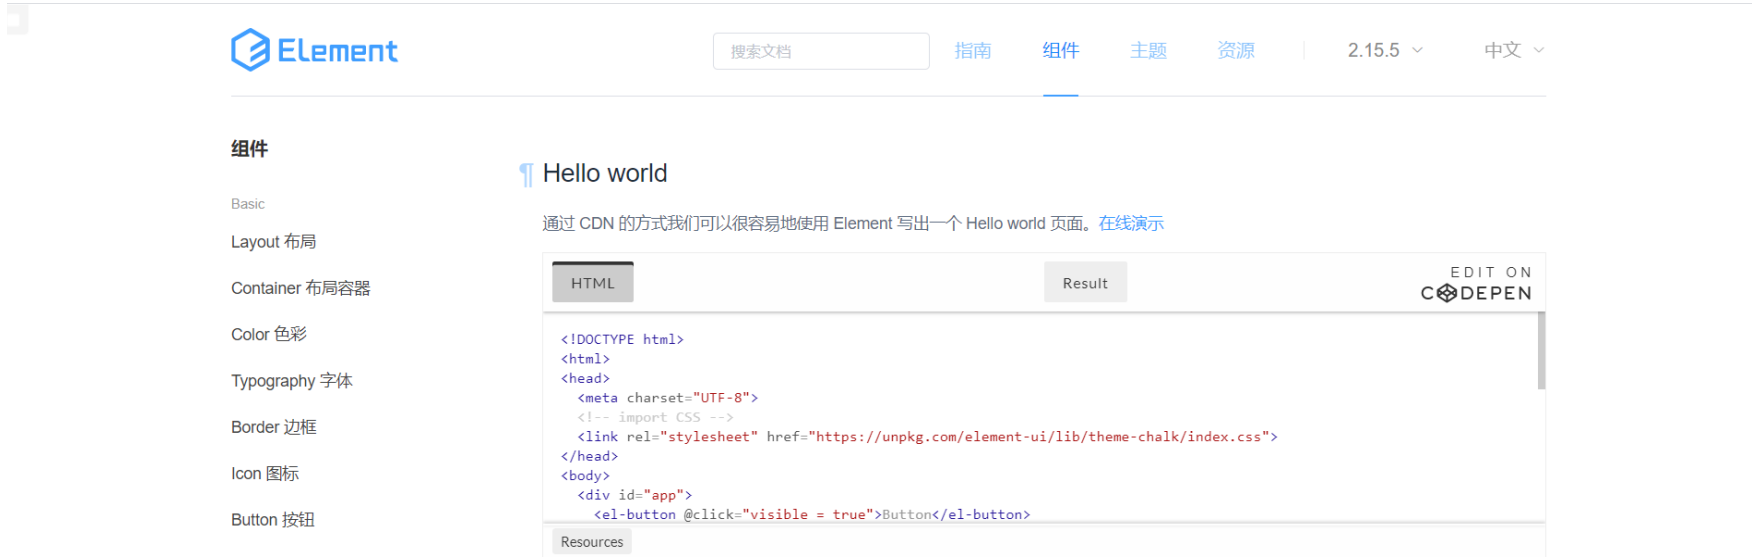 Element
搜索文档
指南
组件
主题
资源
2.15.5
中文
组件
Basic
Layout 布局
Container 布局容器
Color 色彩
Typography 字体
Border 边框
Icon 图标
Button 按钮
¶ Hello world
通过 CDN 的方式我们可以很容易地使用 Element 写出一个 Hello world 页面。在线演示
HTML
Result
EDIT ON
CODEPEN
<!DOCTYPE html>
<html>
<head>
  <meta charset="UTF-8">
  <!-- import CSS -->
  <link rel="stylesheet" href="https://unpkg.com/element-ui/lib/theme-chalk/index.css">
</head>
<body>
  <div id="app">
    <el-button @click="visible = true">Button</el-button>
Resources